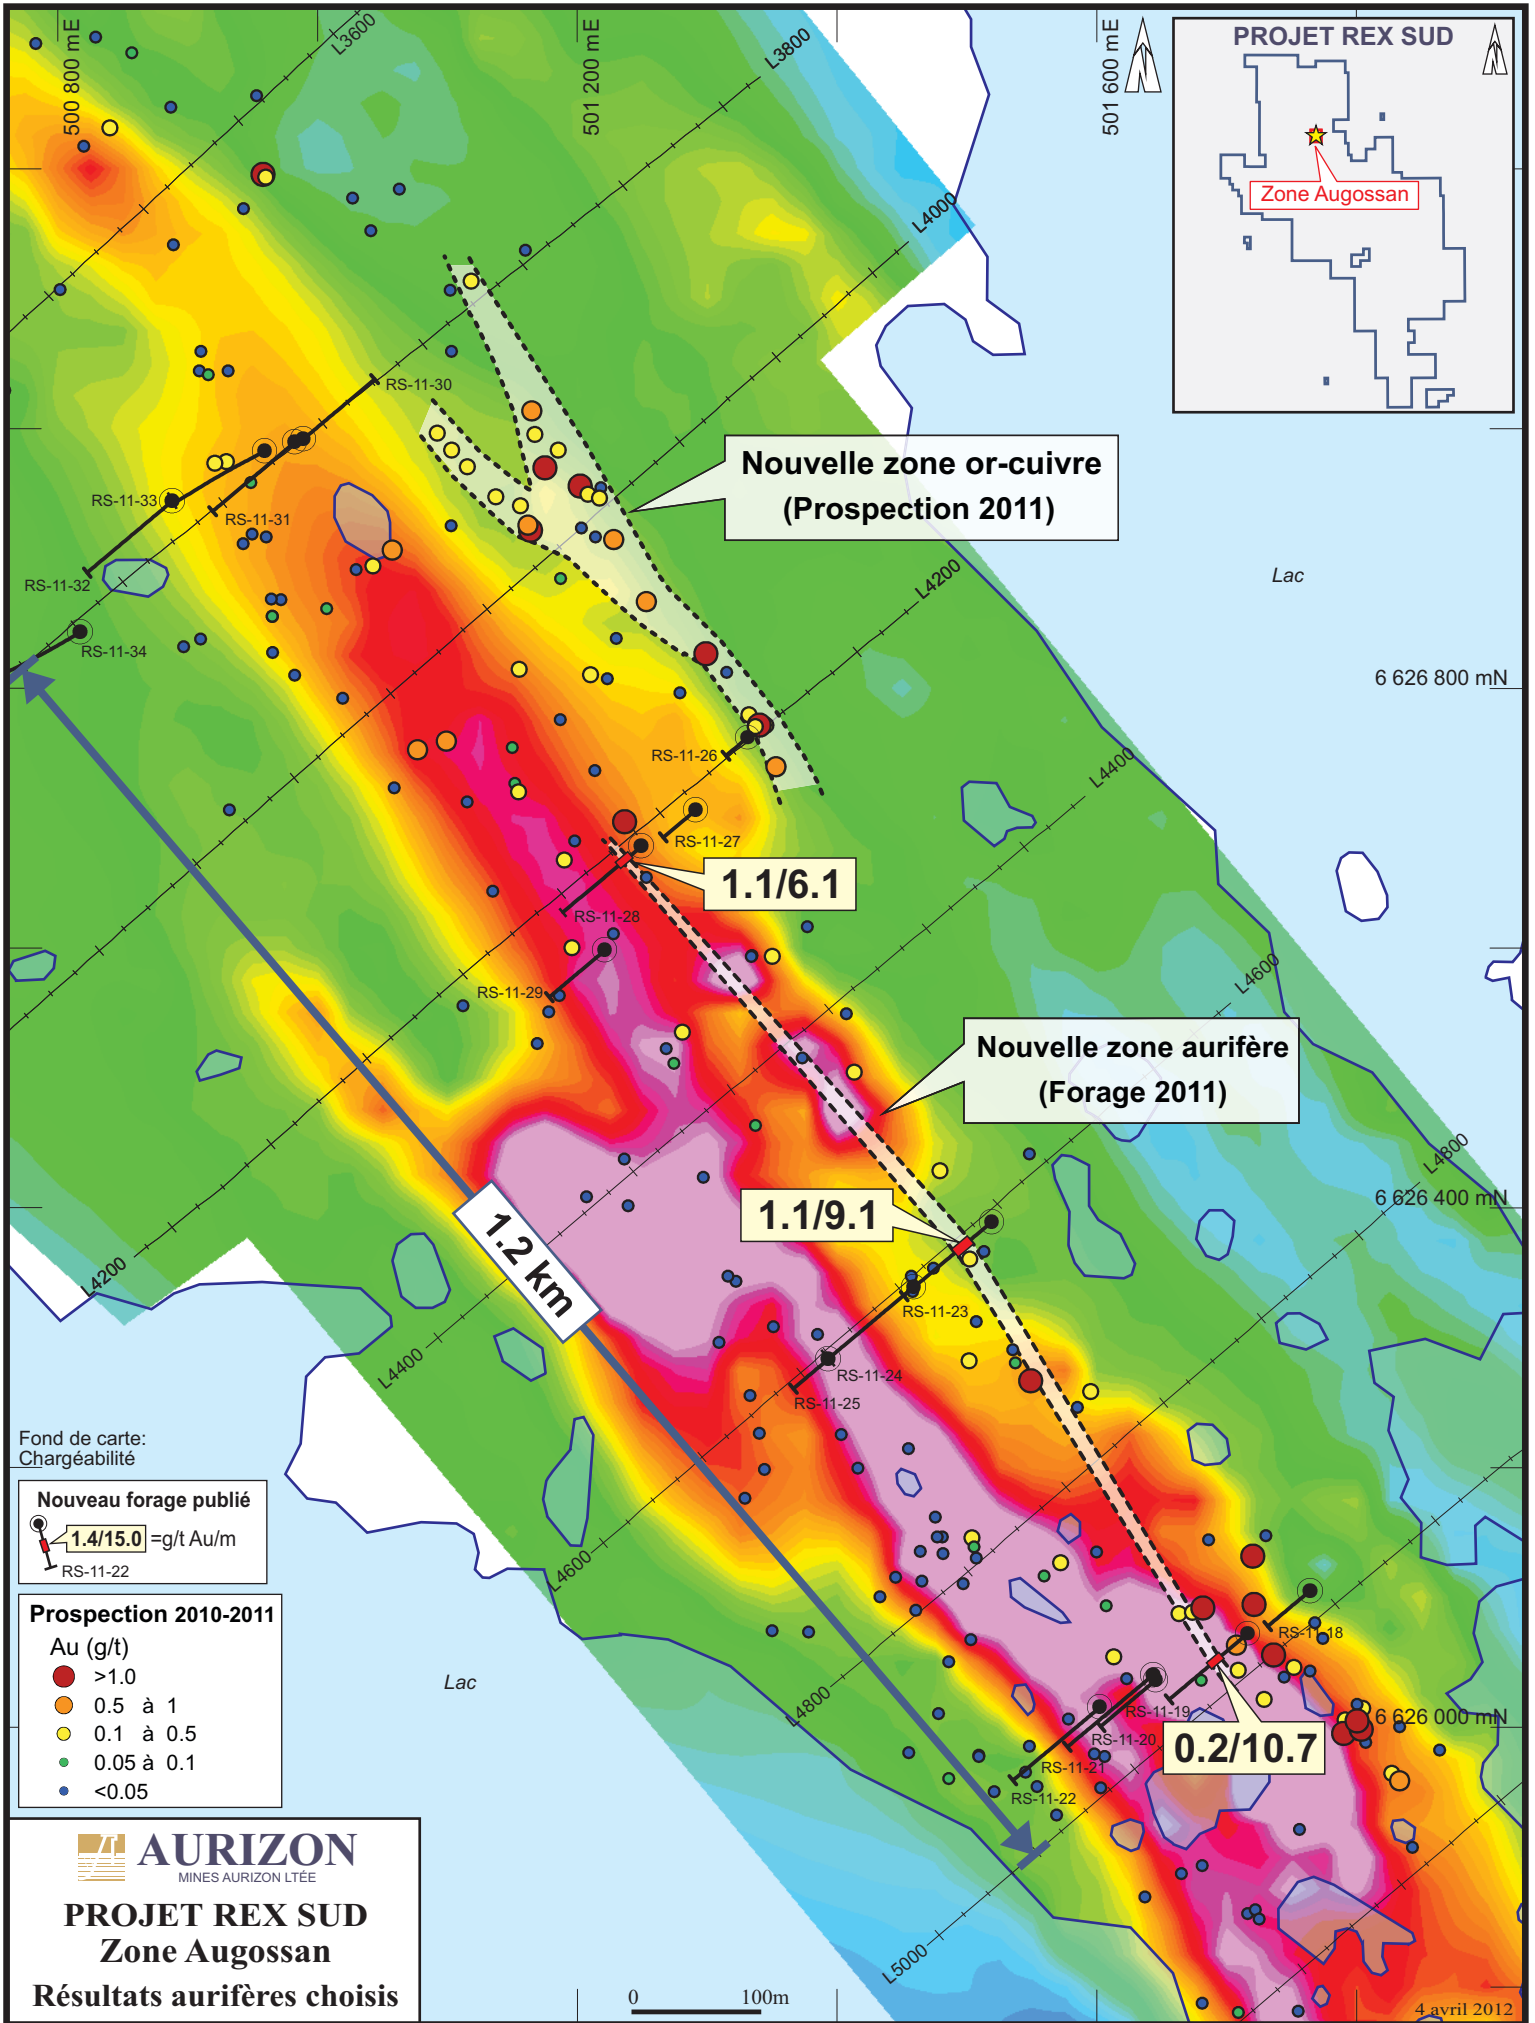 500 800 mE
L3600
501 200 mE
L3800
501 600 mE
PROJET REX SUD
Zone Augossan
L4000
RS-11-30
Nouvelle zone or-cuivre
(Prospection 2011)
RS-11-33
RS-11-31
RS-11-32
Lac
L4200
RS-11-34
6 626 800 mN
RS-11-26
L4400
RS-11-27
1.1/6.1
RS-11-28
L4600
RS-11-29
Nouvelle zone aurifère
(Forage 2011)
L4800
1.1/9.1
6 626 400 mN
1.2 km
L4200
RS-11-23
L4400
RS-11-24
RS-11-25
Fond de carte:
Chargéabilité
Nouveau forage publié
1.4/15.0 =g/t Au/m
RS-11-22
L4600
Prospection 2010-2011
Au (g/t)
>1.0
0.5 à 1
0.1 à 0.5
0.05 à 0.1
<0.05
RS-11-18
Lac
L4800
RS-11-19
RS-11-20
RS-11-21
RS-11-22
6 626 000 mN
0.2/10.7
AURIZON
MINES AURIZON LTÉE
PROJET REX SUD
Zone Augossan
Résultats aurifères choisis
L5000
0 100m
4 avril 2012